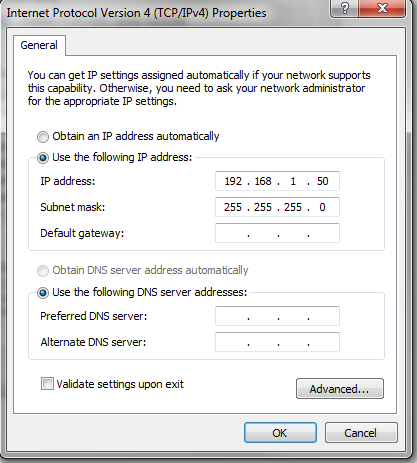 Internet Protocol Version 4 (TCP/IPv4) Properties
General
You can get IP settings assigned automatically if your network supports
this capability. Otherwise, you need to ask your network administrator
for the appropriate IP settings.
Obtain an IP address automatically
Use the following IP address:
IP address: 192 . 168 . 1 . 50
Subnet mask: 255 . 255 . 255 . 0
Default gateway: . . .
Obtain DNS server address automatically
Use the following DNS server addresses:
Preferred DNS server: . . .
Alternate DNS server: . . .
Validate settings upon exit
Advanced...
OK Cancel